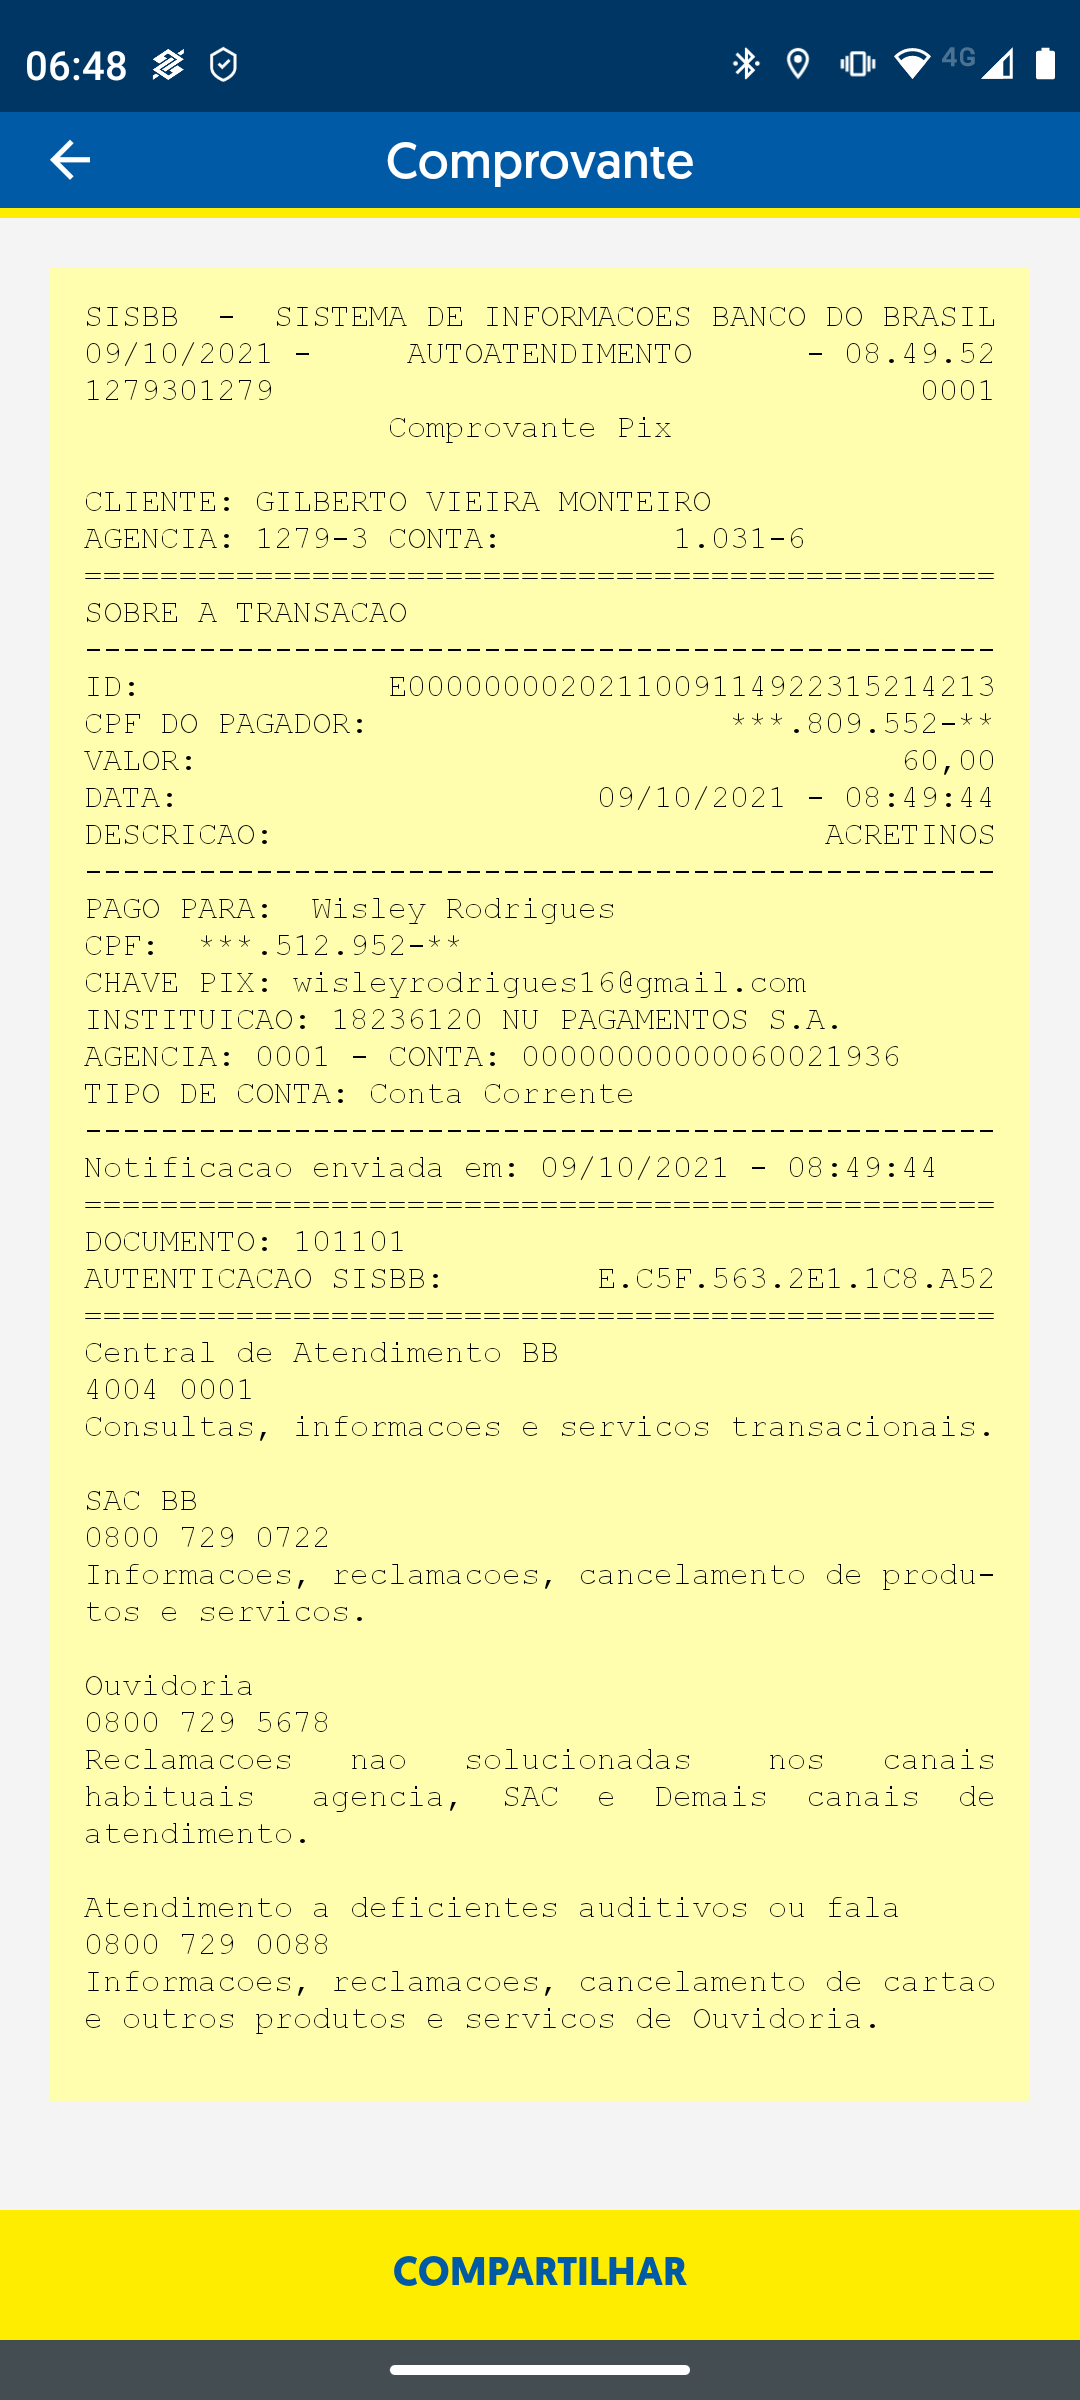 06:48
4G
Comprovante
SISBB - SISTEMA DE INFORMACOES BANCO DO BRASIL
09/10/2021 - AUTOATENDIMENTO - 08.49.52
1279301279 0001
Comprovante Pix
CLIENTE: GILBERTO VIEIRA MONTEIRO
AGENCIA: 1279-3 CONTA: 1.031-6
================================================
SOBRE A TRANSACAO
------------------------------------------------
ID: E0000000020211009114922315214213
CPF DO PAGADOR: ***.809.552-**
VALOR: 60,00
DATA: 09/10/2021 - 08:49:44
DESCRICAO: ACRETINOS
------------------------------------------------
PAGO PARA: Wisley Rodrigues
CPF: ***.512.952-**
CHAVE PIX: wisleyrodrigues16@gmail.com
INSTITUICAO: 18236120 NU PAGAMENTOS S.A.
AGENCIA: 0001 - CONTA: 00000000000060021936
TIPO DE CONTA: Conta Corrente
------------------------------------------------
Notificacao enviada em: 09/10/2021 - 08:49:44
================================================
DOCUMENTO: 101101
AUTENTICACAO SISBB: E.C5F.563.2E1.1C8.A52
================================================
Central de Atendimento BB
4004 0001
Consultas, informacoes e servicos transacionais.
SAC BB
0800 729 0722
Informacoes, reclamacoes, cancelamento de produ-
tos e servicos.
Ouvidoria
0800 729 5678
Reclamacoes nao solucionadas nos canais
habituais agencia, SAC e Demais canais de
atendimento.
Atendimento a deficientes auditivos ou fala
0800 729 0088
Informacoes, reclamacoes, cancelamento de cartao
e outros produtos e servicos de Ouvidoria.
COMPARTILHAR